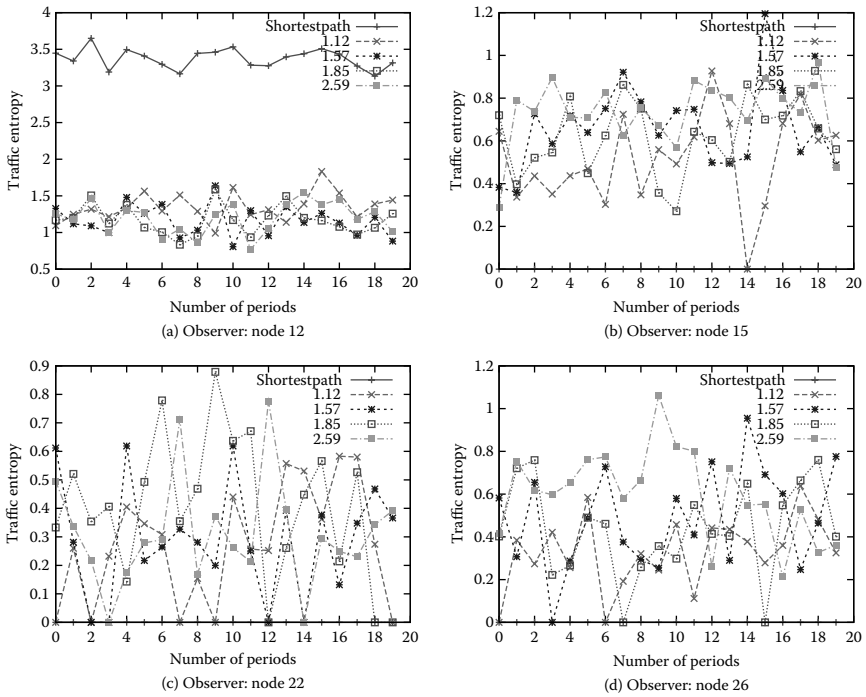 4
3.5
3
2.5
2
1.5
1
0.5
Traffic entropy
Shortestpath
1.12
1.57
1.85
2.59
0 2 4 6 8 10 12 14 16 18 20
Number of periods
(a) Observer: node 12
1.2
1
0.8
0.6
0.4
0.2
0
Traffic entropy
Shortestpath
1.12
1.57
1.85
2.59
0 2 4 6 8 10 12 14 16 18 20
Number of periods
(b) Observer: node 15
0.9
0.8
0.7
0.6
0.5
0.4
0.3
0.2
0.1
0
Traffic entropy
Shortestpath
1.12
1.57
1.85
2.59
0 2 4 6 8 10 12 14 16 18 20
Number of periods
(c) Observer: node 22
1.2
1
0.8
0.6
0.4
0.2
0
Traffic entropy
Shortestpath
1.12
1.57
1.85
2.59
0 2 4 6 8 10 12 14 16 18 20
Number of periods
(d) Observer: node 26